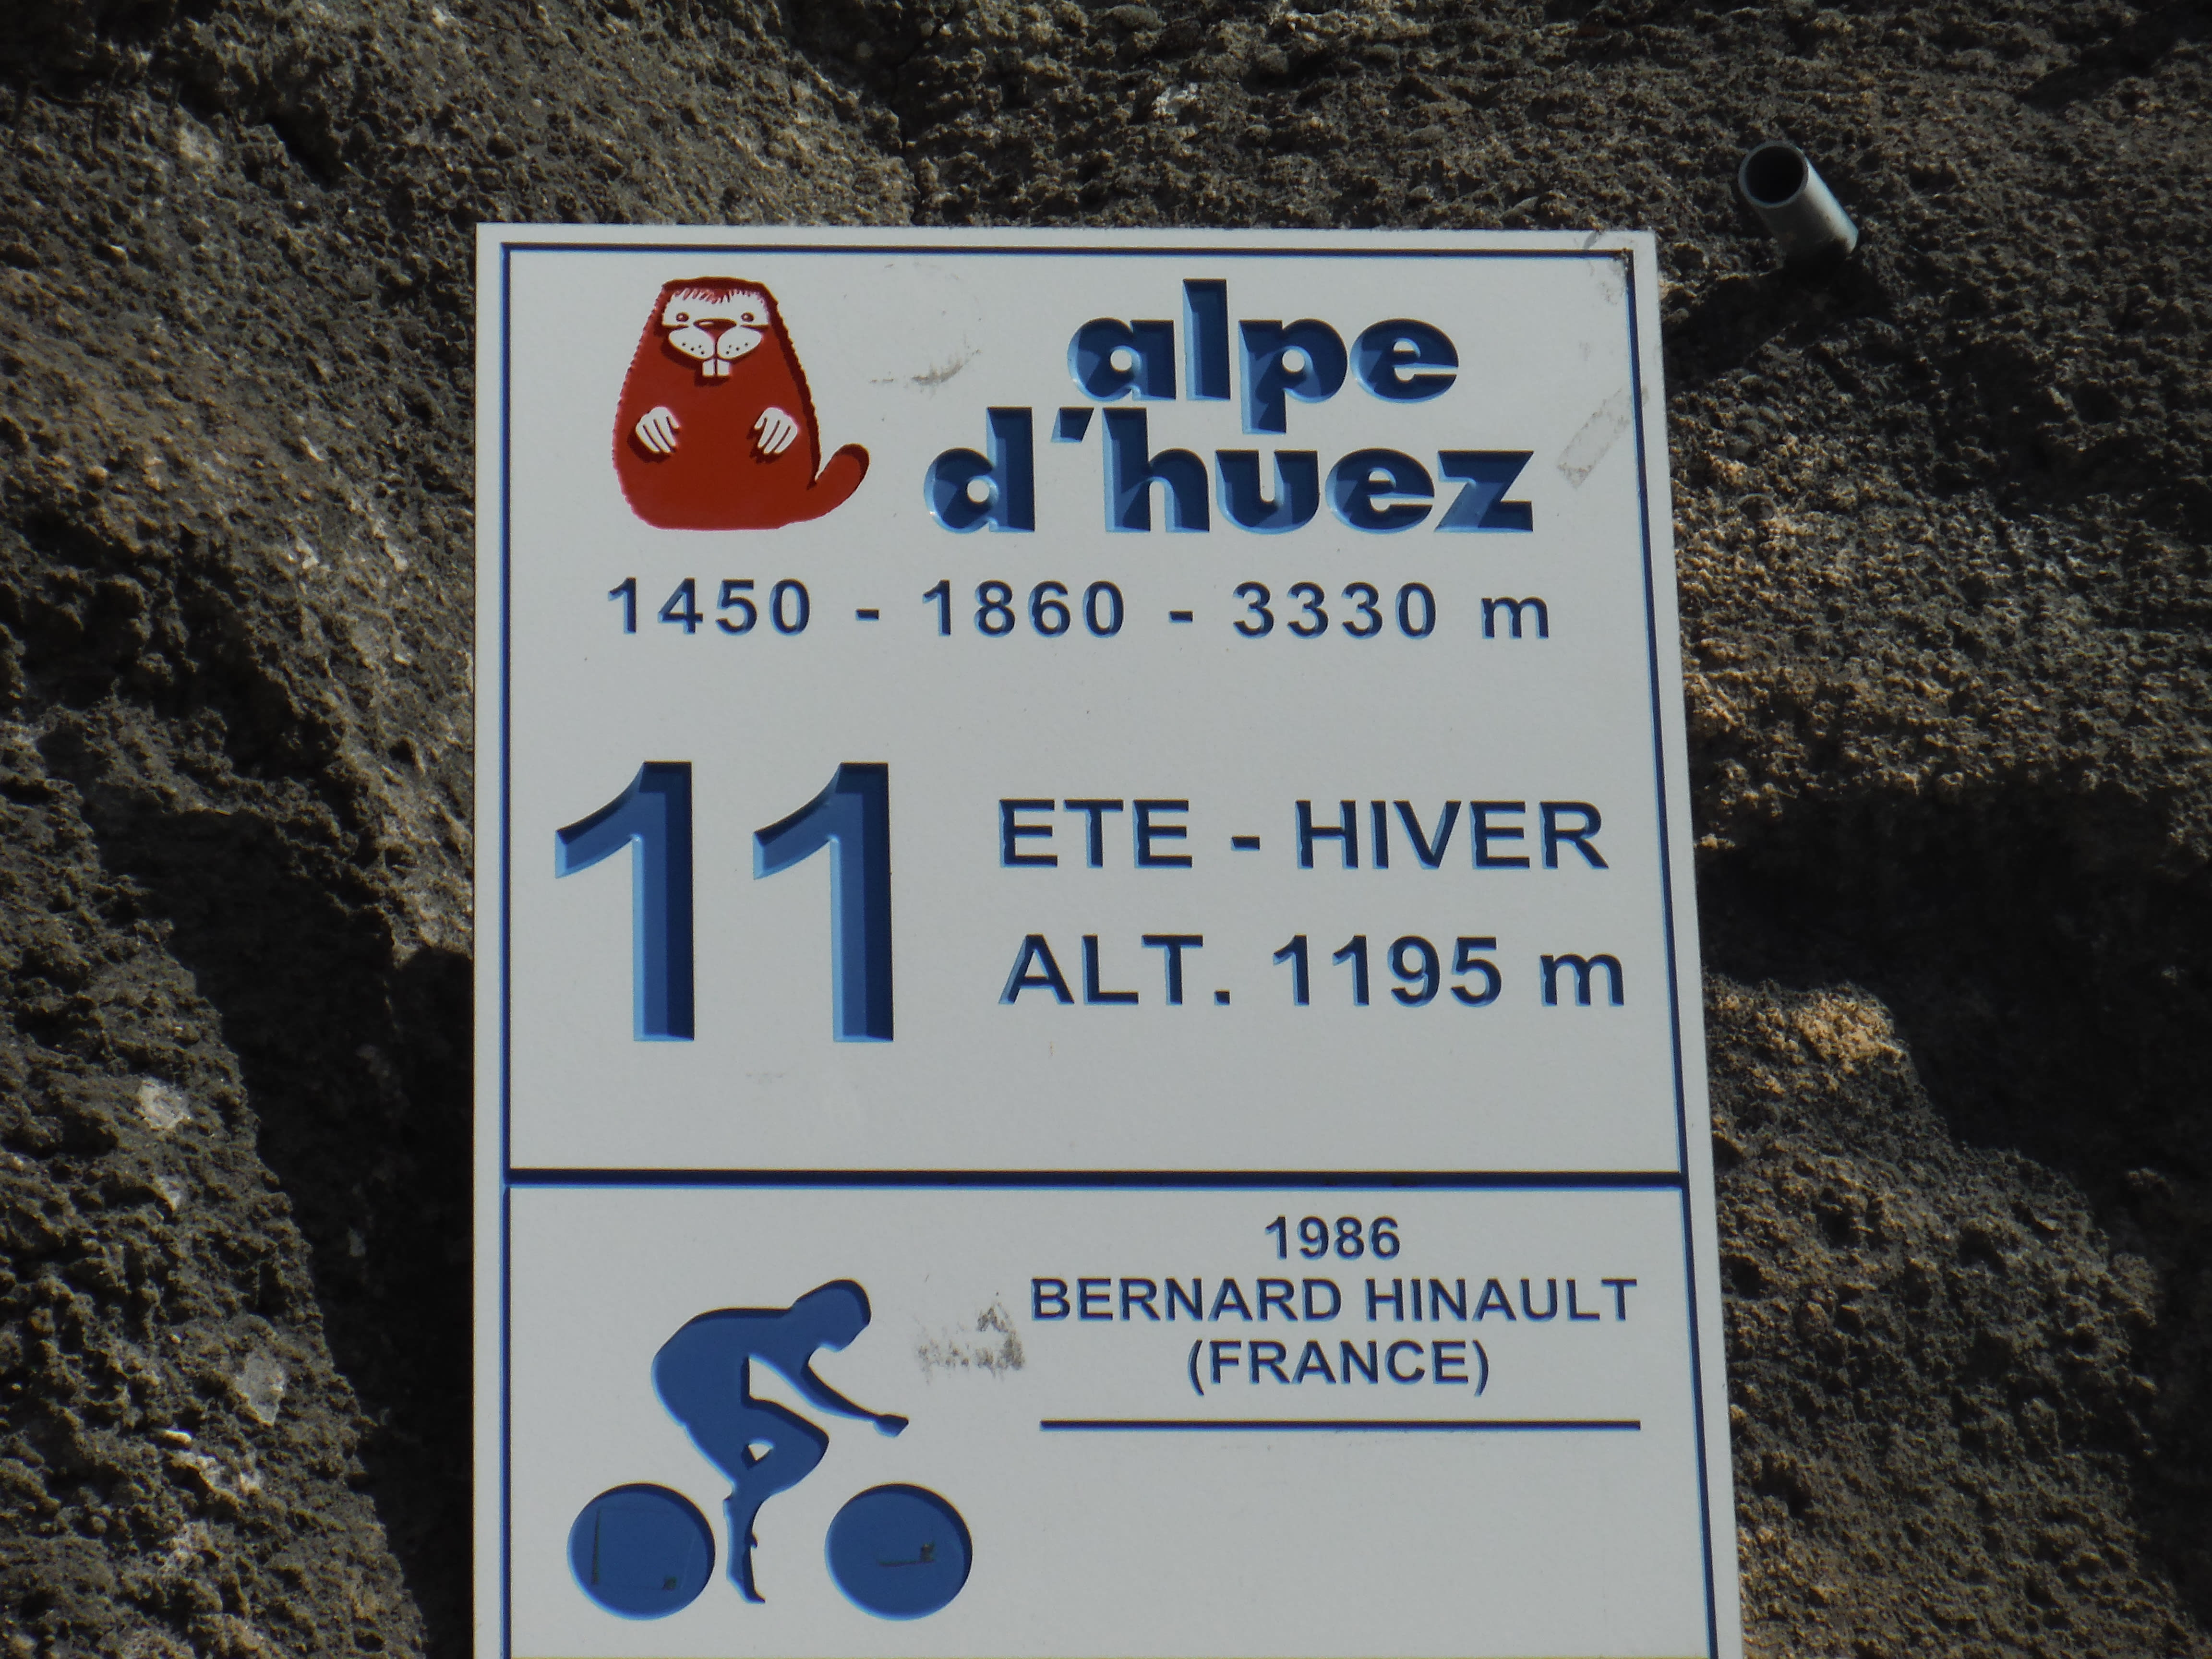 alpe
d'huez
1450 - 1860 - 3330 m
11
ETE - HIVER
ALT. 1195 m
1986
BERNARD HINAULT
(FRANCE)